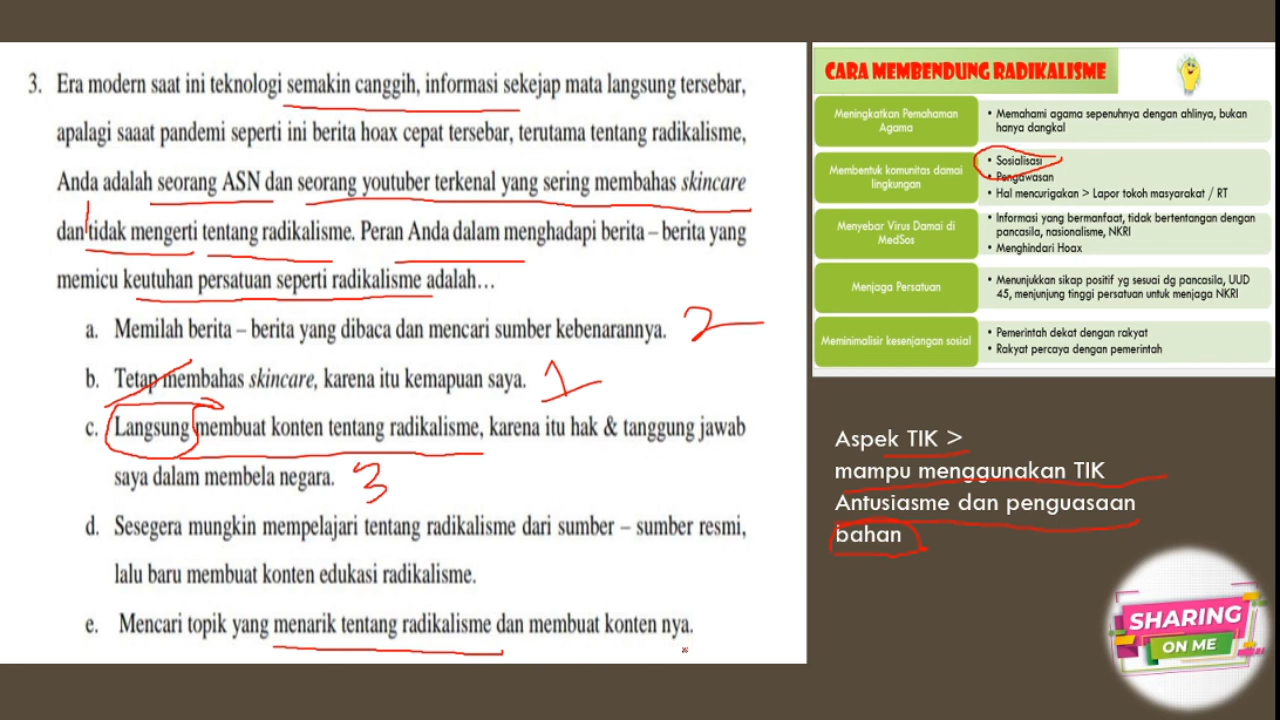 3. Era modern saat ini teknologi semakin canggih, informasi sekejap mata langsung tersebar,
apalagi saaat pandemi seperti ini berita hoax cepat tersebar, terutama tentang radikalisme,
Anda adalah seorang ASN dan seorang youtuber terkenal yang sering membahas skincare
dan tidak mengerti tentang radikalisme. Peran Anda dalam menghadapi berita – berita yang
memicu keutuhan persatuan seperti radikalisme adalah…
a. Memilah berita – berita yang dibaca dan mencari sumber kebenarannya. 2
b. Tetap membahas skincare, karena itu kemapuan saya. 1
c. Langsung membuat konten tentang radikalisme, karena itu hak & tanggung jawab
saya dalam membela negara. 3
d. Sesegera mungkin mempelajari tentang radikalisme dari sumber – sumber resmi,
lalu baru membuat konten edukasi radikalisme.
e. Mencari topik yang menarik tentang radikalisme dan membuat konten nya.
CARA MEMBENDUNG RADIKALISME
Meningkatkan Pemahaman
Agama
• Memahami agama sepenuhnya dengan ahlinya, bukan
hanya dangkal
Membentuk komunitas damai
lingkungan
• Sosialisasi
• Pengawasan
• Hal mencurigakan > Lapor tokoh masyarakat / RT
Menyebar Virus Damai di
MedSos
• Informasi yang bermanfaat, tidak bertentangan dengan
pancasila, nasionalisme, NKRI
• Menghindari Hoax
Menjaga Persatuan
• Menunjukkan sikap positif yg sesuai dg pancasila, UUD
45, menjunjung tinggi persatuan untuk menjaga NKRI
Meminimalisir kesenjangan sosial
• Pemerintah dekat dengan rakyat
• Rakyat percaya dengan pemerintah
Aspek TIK >
mampu menggunakan TIK
Antusiasme dan penguasaan
bahan
SHARING
ON ME